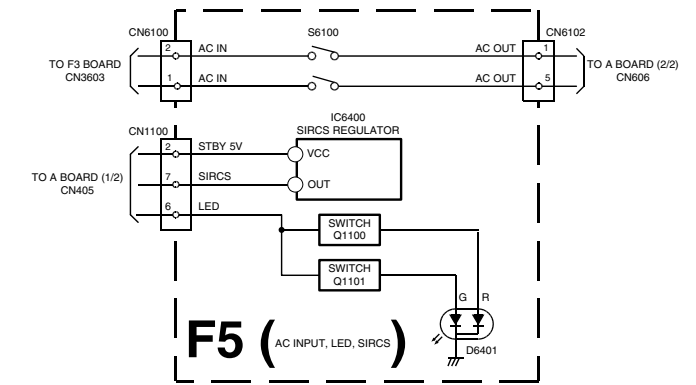 CN6100
S6100
CN6102
2
AC IN
AC OUT
1
TO F3 BOARD
CN3603
TO A BOARD (2/2)
CN606
1
AC IN
AC OUT
5
IC6400
SIRCS REGULATOR
CN1100
2
STBY 5V
VCC
TO A BOARD (1/2)
CN405
7
SIRCS
OUT
6
LED
SWITCH
Q1100
SWITCH
Q1101
G
R
D6401
F5 (AC INPUT, LED, SIRCS)